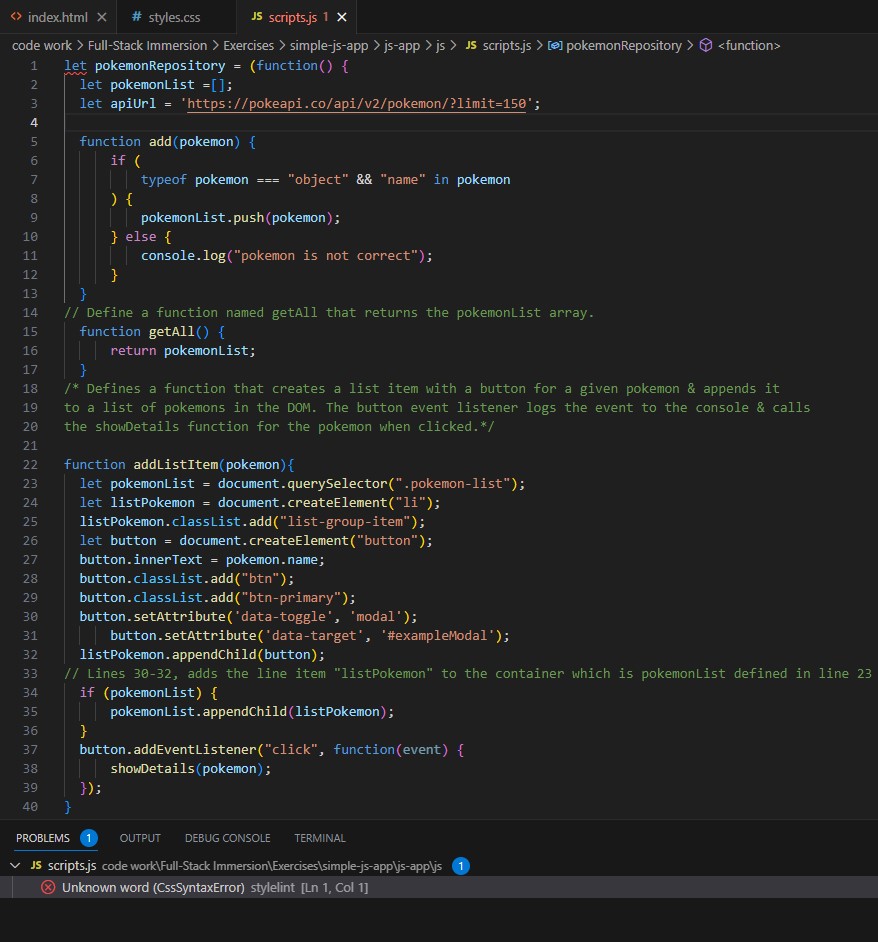 index.html
# styles.css
JS scripts.js 1
code work > Full-Stack Immersion > Exercises > simple-js-app > js-app > js > JS scripts.js > pokemonRepository > <function>
1 let pokemonRepository = (function() {
2 let pokemonList =[];
3 let apiUrl = 'https://pokeapi.co/api/v2/pokemon/?limit=150';
4
5 function add(pokemon) {
6 if (
7 typeof pokemon === "object" && "name" in pokemon
8 ) {
9 pokemonList.push(pokemon);
10 } else {
11 console.log("pokemon is not correct");
12 }
13 }
14 // Define a function named getAll that returns the pokemonList array.
15 function getAll() {
16 return pokemonList;
17 }
18 /* Defines a function that creates a list item with a button for a given pokemon & appends it
19 to a list of pokemons in the DOM. The button event listener logs the event to the console & calls
20 the showDetails function for the pokemon when clicked.*/
21
22 function addListItem(pokemon){
23 let pokemonList = document.querySelector(".pokemon-list");
24 let listPokemon = document.createElement("li");
25 listPokemon.classList.add("list-group-item");
26 let button = document.createElement("button");
27 button.innerText = pokemon.name;
28 button.classList.add("btn");
29 button.classList.add("btn-primary");
30 button.setAttribute('data-toggle', 'modal');
31 button.setAttribute('data-target', '#exampleModal');
32 listPokemon.appendChild(button);
33 // Lines 30-32, adds the line item "listPokemon" to the container which is pokemonList defined in line 23
34 if (pokemonList) {
35 pokemonList.appendChild(listPokemon);
36 }
37 button.addEventListener("click", function(event) {
38 showDetails(pokemon);
39 });
40 }
PROBLEMS 1 OUTPUT DEBUG CONSOLE TERMINAL
JS scripts.js code work\Full-Stack Immersion\Exercises\simple-js-app\js-app\js 1
Unknown word (CssSyntaxError) stylelint [Ln 1, Col 1]